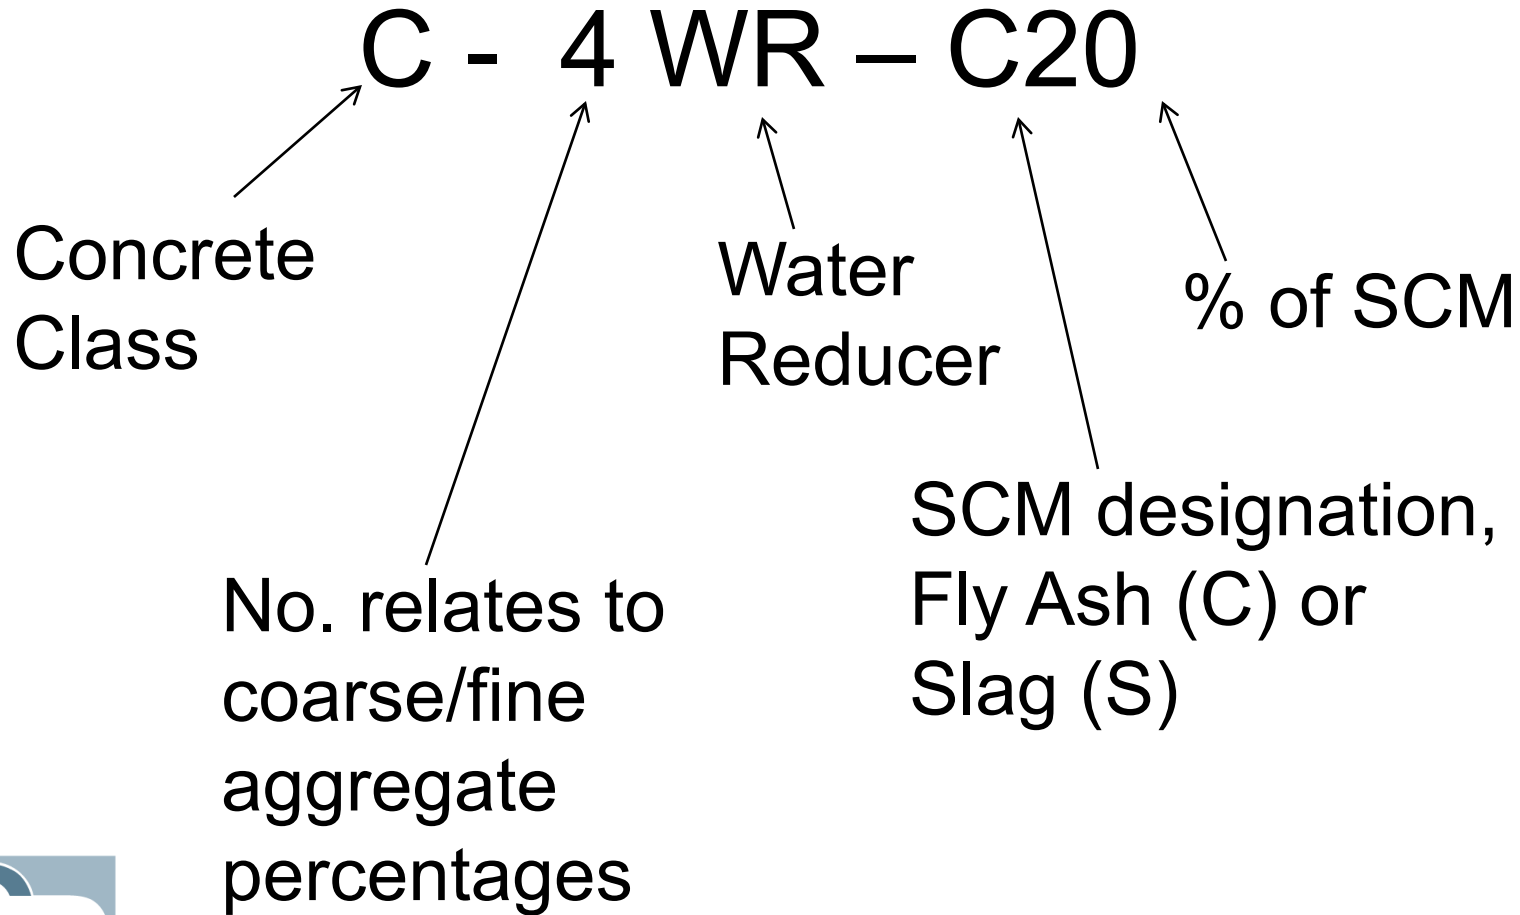 C - 4 WR – C20
Concrete
Class
Water
Reducer
% of SCM
No. relates to
coarse/fine
aggregate
percentages
SCM designation,
Fly Ash (C) or
Slag (S)